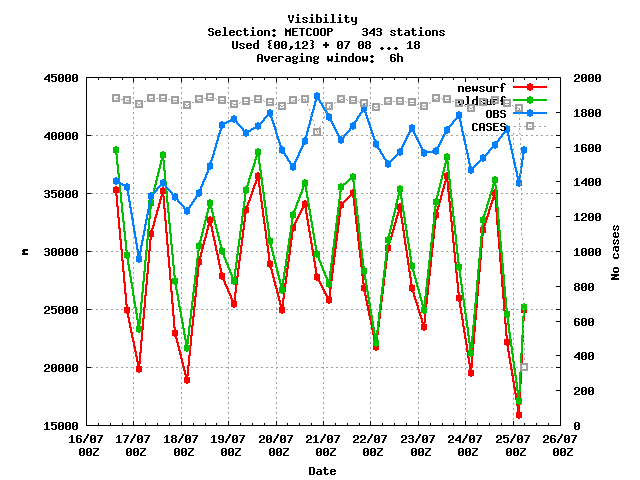 Visibility
Selection: METCOOP    343 stations
Used {00,12} + 07 08 ... 18
Averaging window:  6h
45000
40000
35000
30000
25000
20000
15000
m
2000
1800
1600
1400
1200
1000
800
600
400
200
0
No cases
newsurf
oldsurf
OBS
CASES
16/07 17/07 18/07 19/07 20/07 21/07 22/07 23/07 24/07 25/07 26/07
00Z 00Z 00Z 00Z 00Z 00Z 00Z 00Z 00Z 00Z 00Z
Date